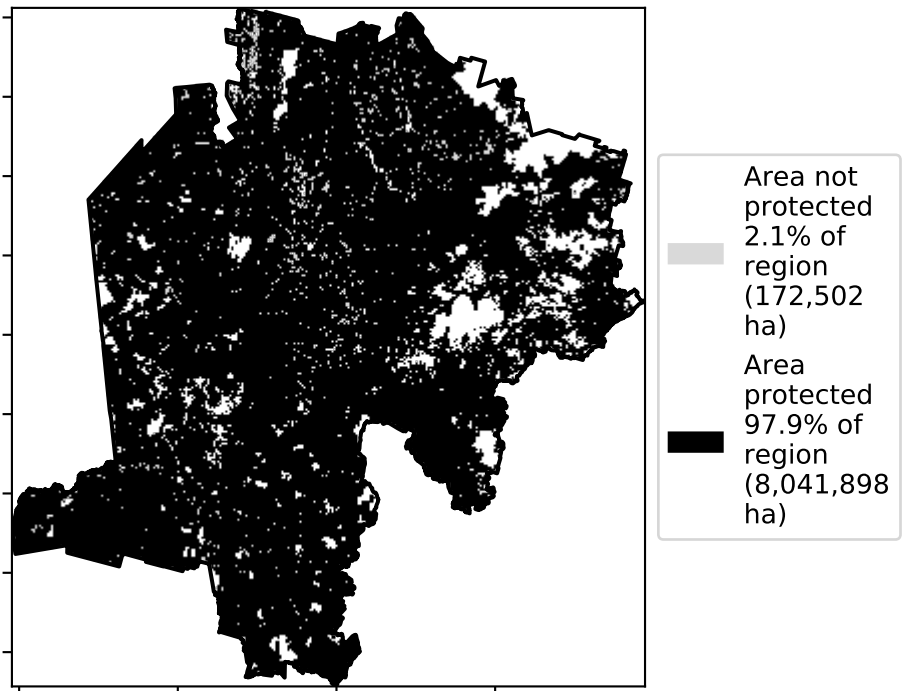 Area not
protected
2.1% of
region
(172,502
ha)
Area
protected
97.9% of
region
(8,041,898
ha)